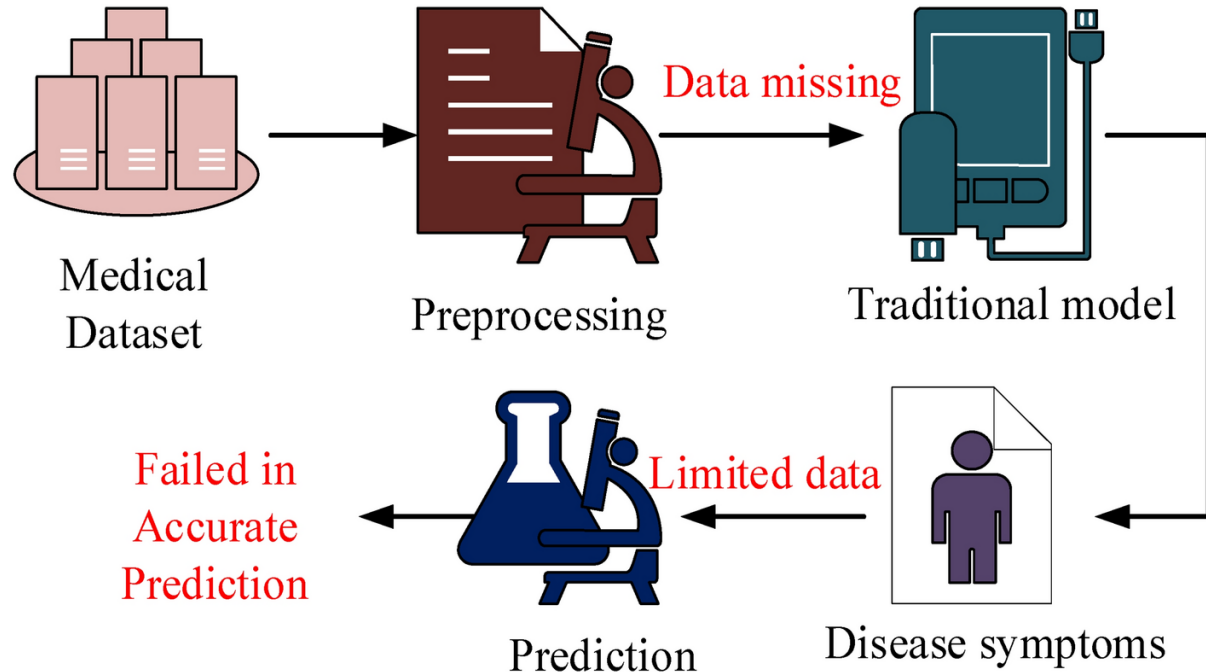 Medical
Dataset
Preprocessing
Data missing
Traditional model
Disease symptoms
Limited data
Prediction
Failed in
Accurate
Prediction